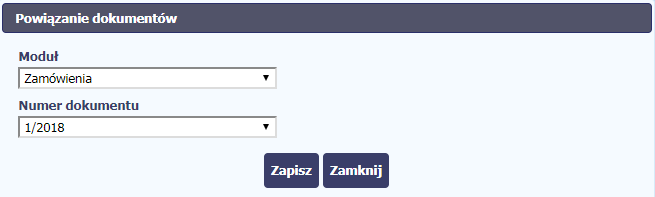 Powiązanie dokumentów
Moduł
Zamówienia
Numer dokumentu
1/2018
Zapisz Zamknij